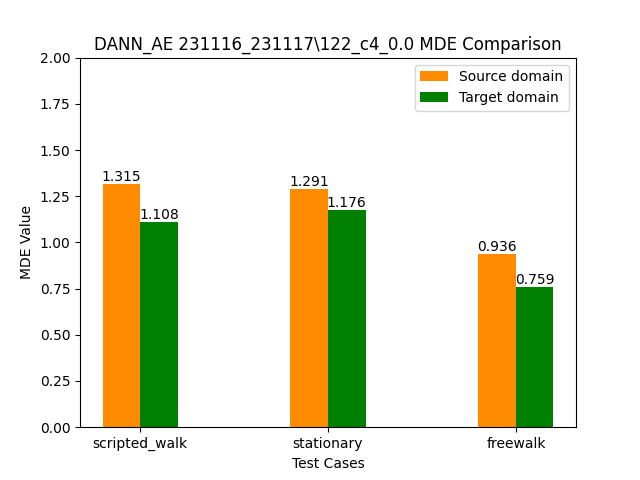 DANN_AE 231116_231117\122_c4_0.0 MDE Comparison
2.00
1.75
1.50
1.25
1.00
0.75
0.50
0.25
0.00
MDE Value
Source domain
Target domain
1.315
1.108
1.291
1.176
0.936
0.759
scripted_walk
stationary
freewalk
Test Cases